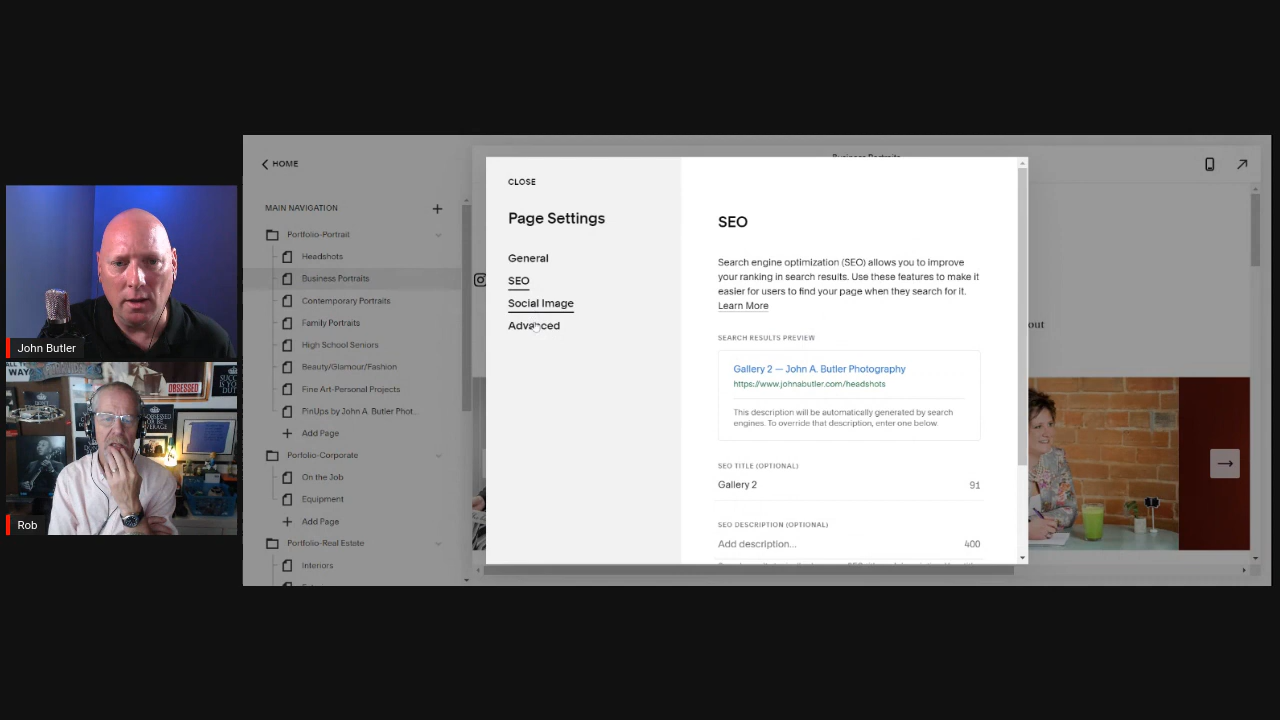 HOME
MAIN NAVIGATION
Portfolio-Portrait
Headshots
Business Portraits
Contemporary Portraits
Family Portraits
High School Seniors
Beauty/Glamour/Fashion
Fine Art-Personal Projects
PinUps by John A. Butler Phot...
Add Page
Porfolio-Corporate
On the Job
Equipment
Add Page
Portfolio-Real Estate
Interiors
Business Portraits
CLOSE
Page Settings
General
SEO
Social Image
Advanced
SEO
Search engine optimization (SEO) allows you to improve
your ranking in search results. Use these features to make it
easier for users to find your page when they search for it.
Learn More
SEARCH RESULTS PREVIEW
Gallery 2 — John A. Butler Photography
https://www.johnabutler.com/headshots
This description will be automatically generated by search
engines. To override that description, enter one below.
SEO TITLE (OPTIONAL)
Gallery 2 91
SEO DESCRIPTION (OPTIONAL)
Add description... 400
out
John Butler
OBSESSED
Rob